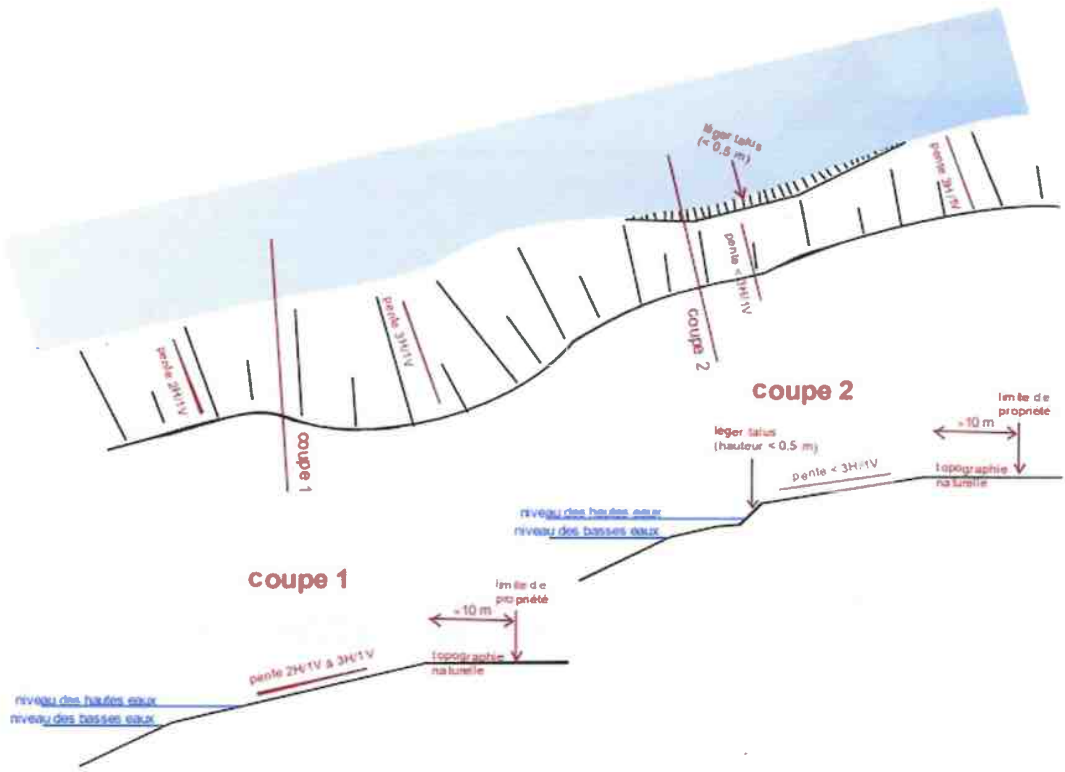 léger talus
(< 0,5 m)
pente 2H/1V
pente 3H/1V
pente < 3H/1V
pente 3H/1V
coupe 1
coupe 2
coupe 2
limite de
propriété
>10 m
léger talus
(hauteur < 0,5 m)
pente < 3H/1V
topographie
naturelle
niveau des hautes eaux
niveau des basses eaux
coupe 1
limite de
propriété
>10 m
pente 2H/1V à 3H/1V
topographie
naturelle
niveau des hautes eaux
niveau des basses eaux